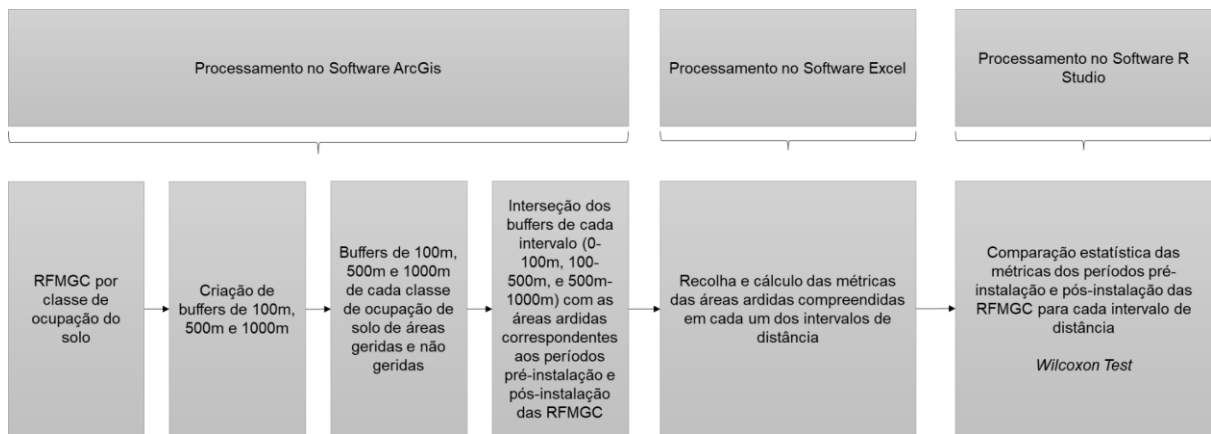 Processamento no Software ArcGis
Processamento no Software Excel
Processamento no Software R
Studio
RFMGC por
classe de
ocupação do
solo
Criação de
buffers de 100m,
500m e 1000m
Buffers de 100m,
500m e 1000m
de cada classe
de ocupação de
solo de áreas
geridas e não
geridas
Interseção dos
buffers de cada
intervalo (0-
100m, 100-
500m, e 500m-
1000m) com as
áreas ardidas
correspondentes
aos períodos
pré-instalação e
pós-instalação
das RFMGC
Recolha e cálculo das métricas
das áreas ardidas compreendidas
em cada um dos intervalos de
distância
Comparação estatística das
métricas dos períodos pré-
instalação e pós-instalação das
RFMGC para cada intervalo de
distância
Wilcoxon Test